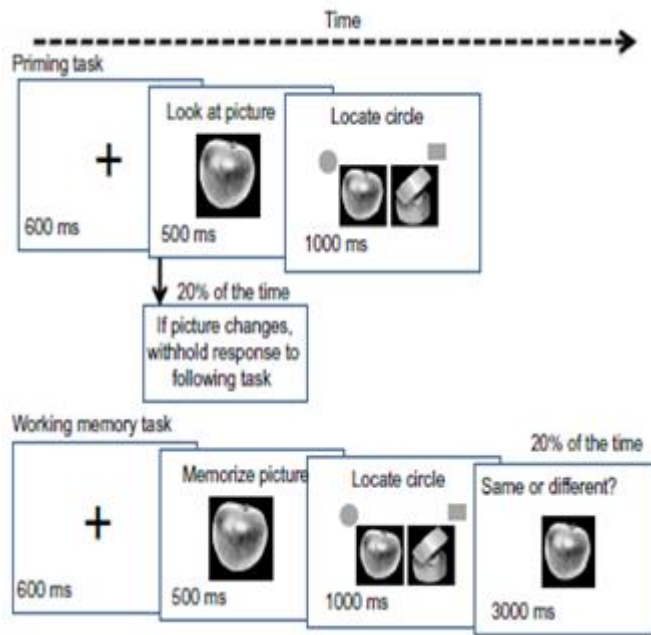 Time
Priming task
Look at picture
Locate circle
600 ms
500 ms
1000 ms
20% of the time
If picture changes,
withhold response to
following task
Working memory task
20% of the time
Memorize picture
Locate circle
Same or different?
600 ms
500 ms
1000 ms
3000 ms